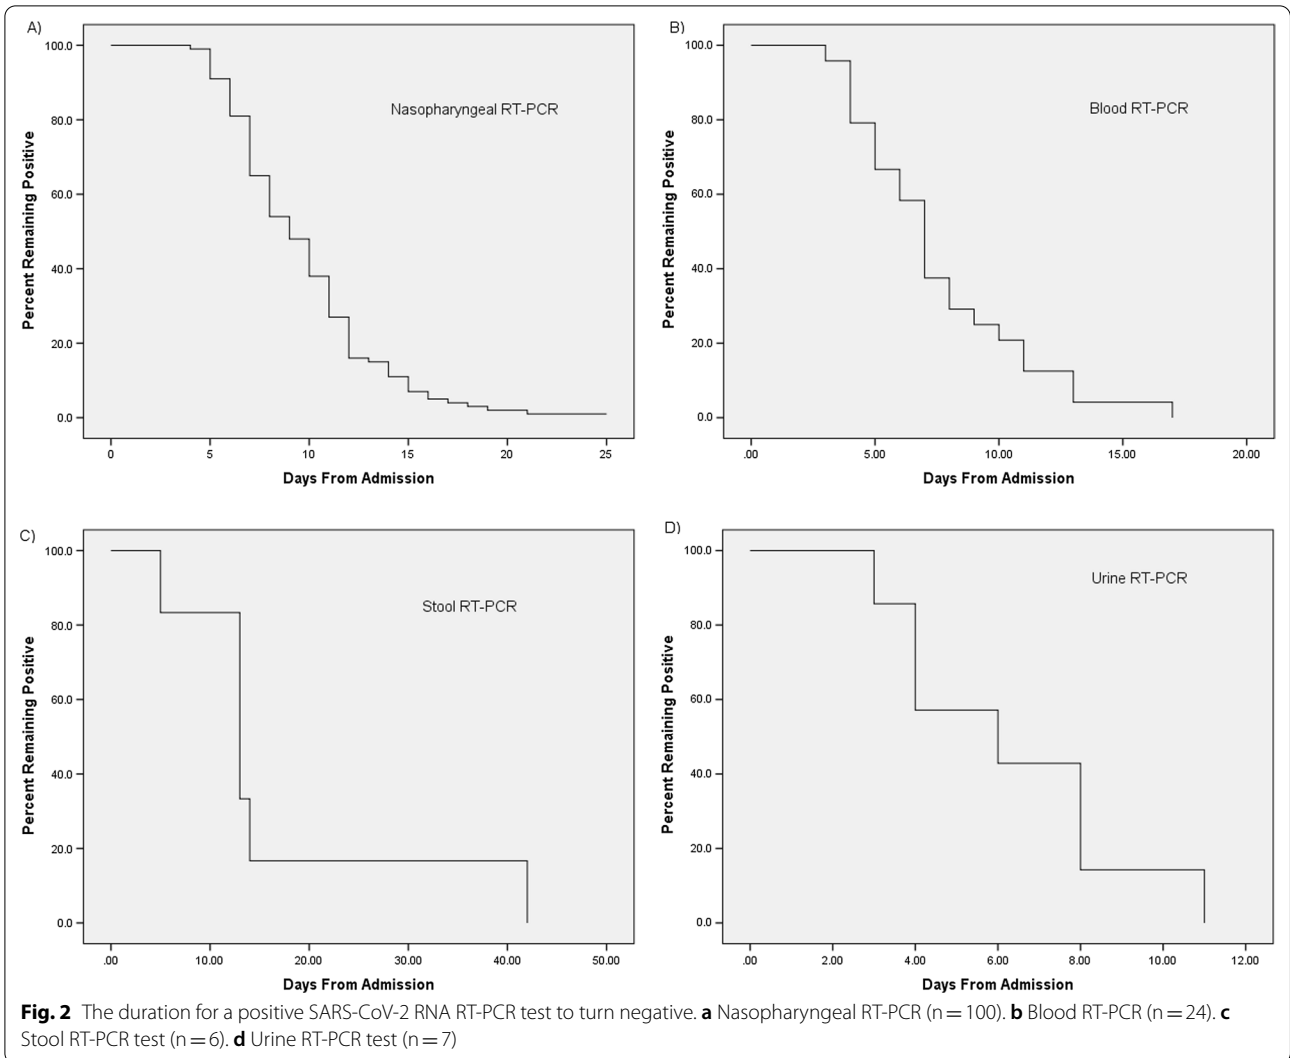 A)
100.0
80.0
60.0
40.0
20.0
0.0
Percent Remaining Positive
Nasopharyngeal RT-PCR
0 5 10 15 20 25
Days From Admission
B)
100.0
80.0
60.0
40.0
20.0
0.0
Percent Remaining Positive
Blood RT-PCR
.00 5.00 10.00 15.00 20.00
Days From Admission
C)
100.0
80.0
60.0
40.0
20.0
0.0
Percent Remaining Positive
Stool RT-PCR
.00 10.00 20.00 30.00 40.00 50.00
Days From Admission
D)
100.0
80.0
60.0
40.0
20.0
0.0
Percent Remaining Positive
Urine RT-PCR
.00 2.00 4.00 6.00 8.00 10.00 12.00
Days From Admission
Fig. 2 The duration for a positive SARS-CoV-2 RNA RT-PCR test to turn negative. a Nasopharyngeal RT-PCR (n = 100). b Blood RT-PCR (n = 24). c
Stool RT-PCR test (n = 6). d Urine RT-PCR test (n = 7)